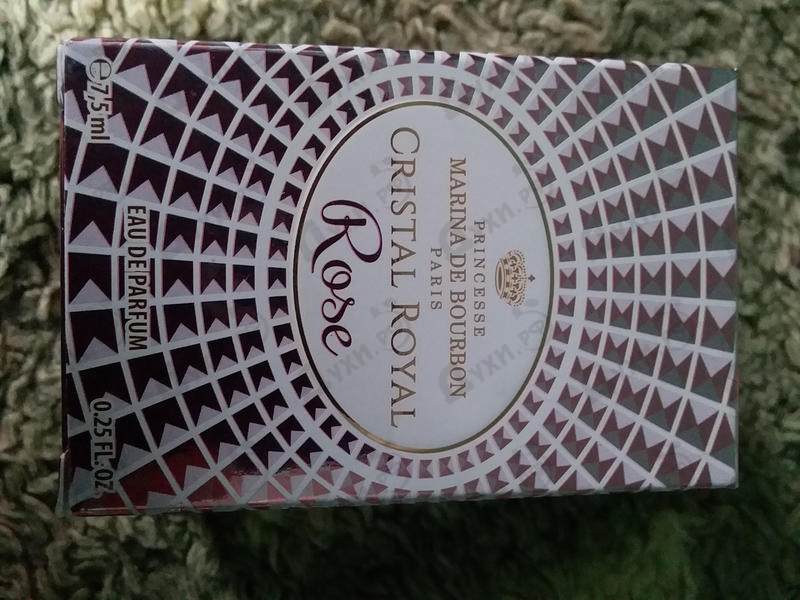 PRINCESSE
MARINA DE BOURBON
PARIS
CRISTAL ROYAL
Rose
EAU DE PARFUM
℮7,5 ml
0.25 FL. OZ.